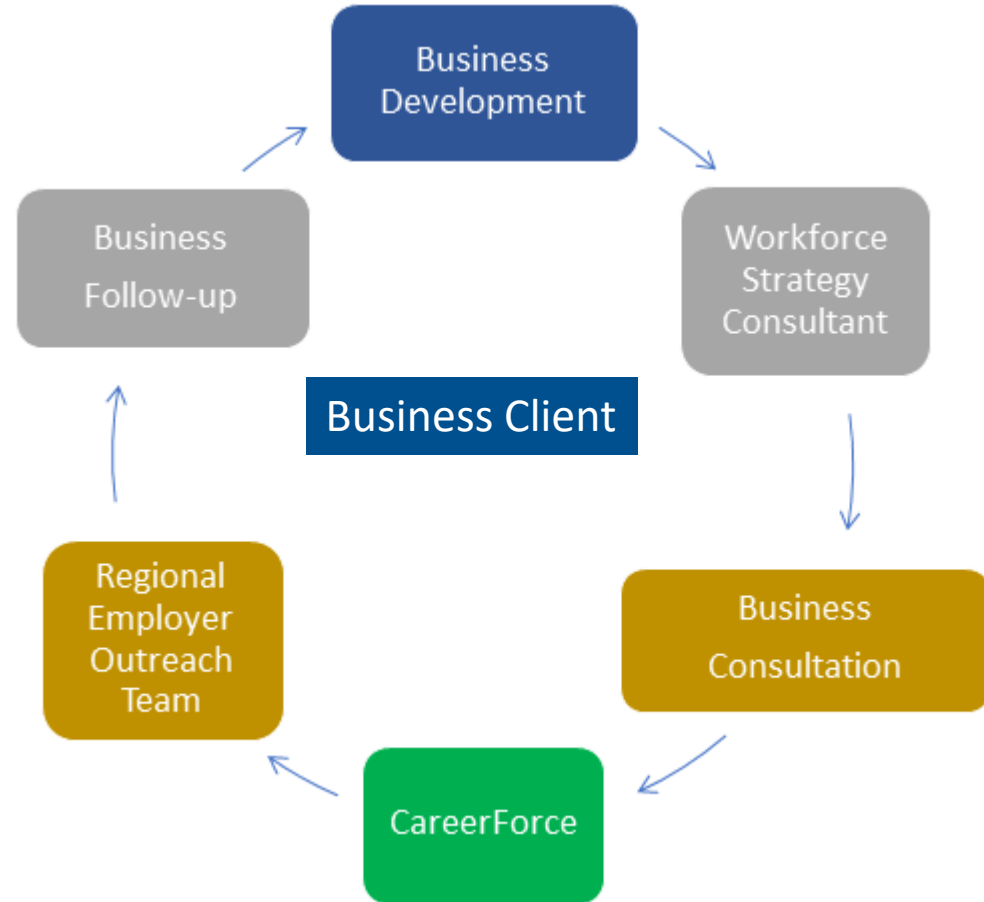 Business
Development
Workforce
Strategy
Consultant
Business
Consultation
CareerForce
Regional
Employer
Outreach
Team
Business
Follow-up
Business Client